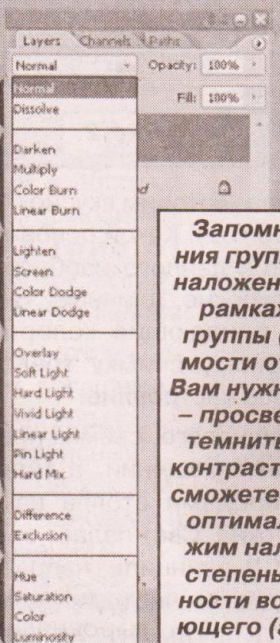 Layers Channels Paths
Normal Opacity: 100%
Fill: 100%
Normal
Dissolve
Darken
Multiply
Color Burn
Linear Burn
Lighten
Screen
Color Dodge
Linear Dodge
Overlay
Soft Light
Hard Light
Vivid Light
Linear Light
Pin Light
Hard Mix
Difference
Exclusion
Hue
Saturation
Color
Luminosity
Запомн
ния групп
наложен
рамках
группы (
мости от
Вам нужн
– просве
темнить
контраст
сможете
оптимал
жим нал
степень
ности во
ющего (